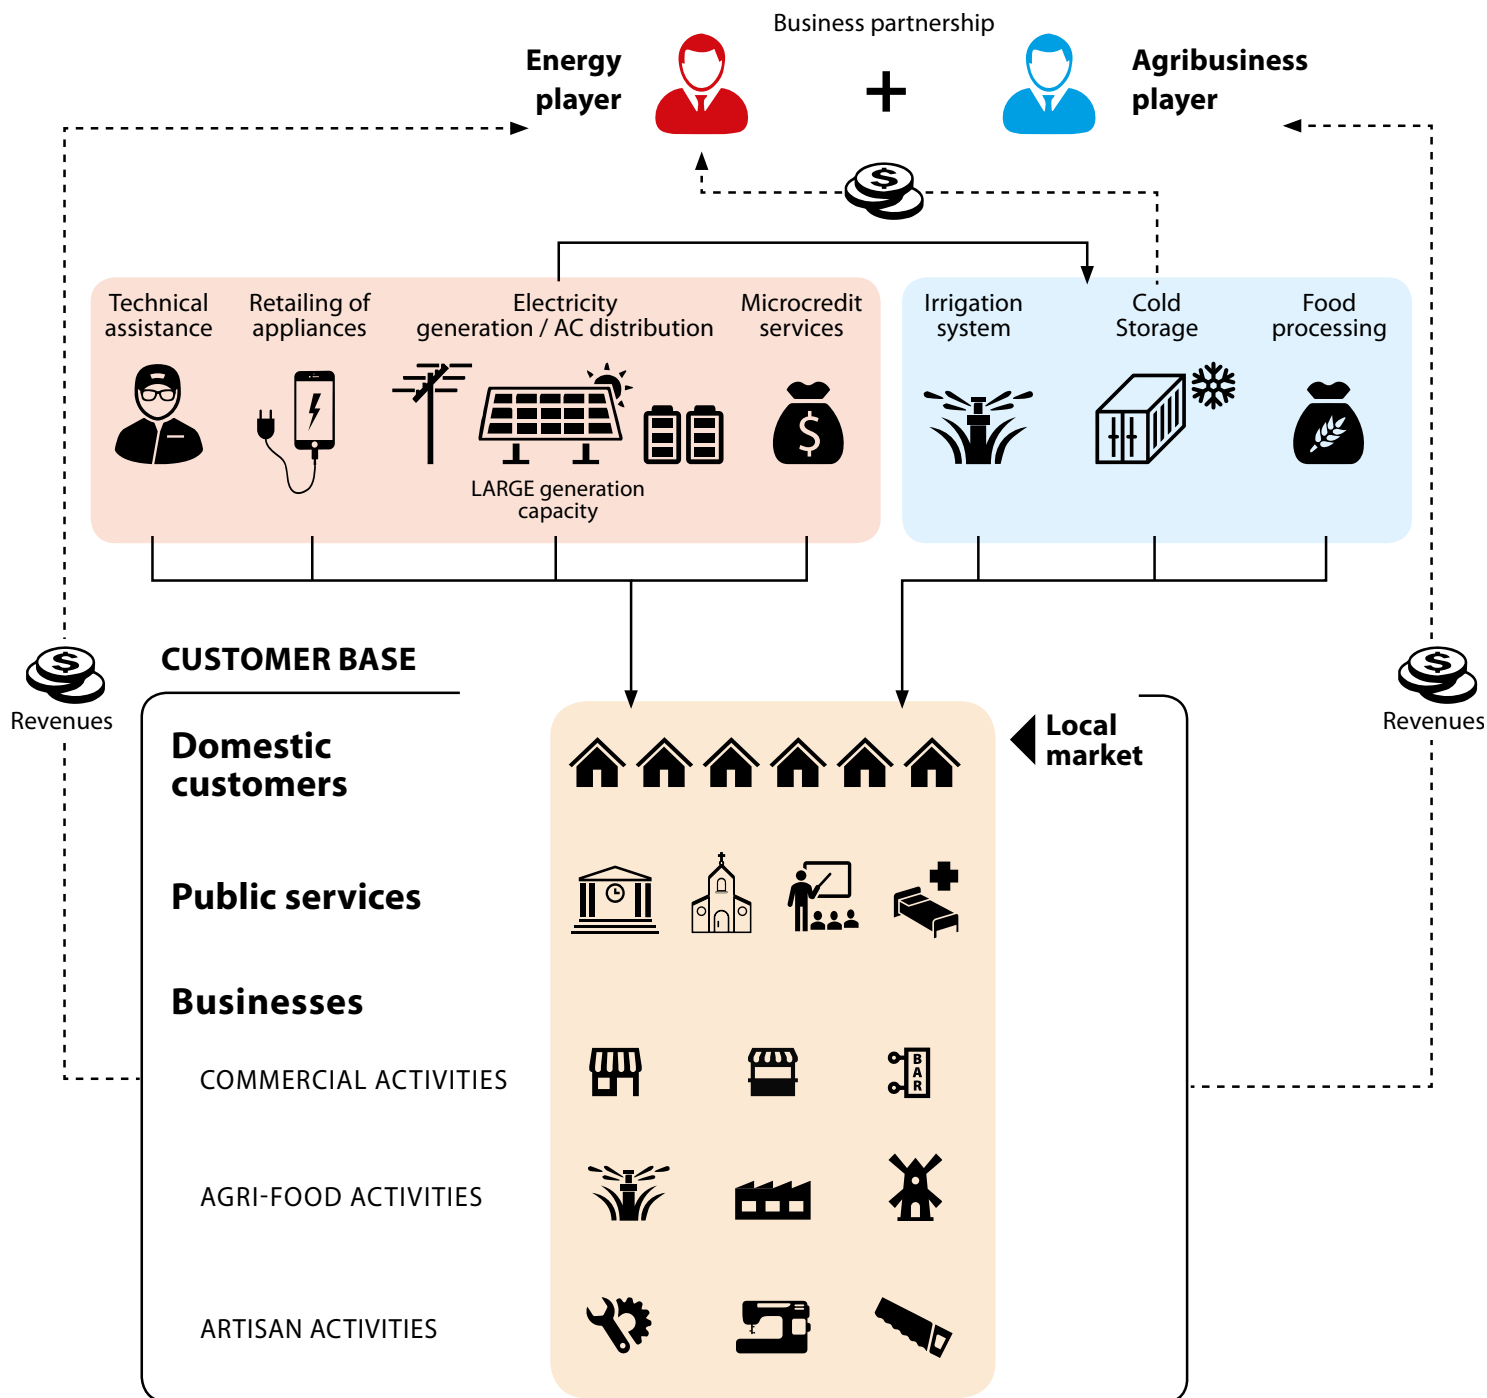 Business partnership
Energy
player
Agribusiness
player
Technical
assistance
Retailing of
appliances
Electricity
generation / AC distribution
Microcredit
services
LARGE generation
capacity
Irrigation
system
Cold
Storage
Food
processing
CUSTOMER BASE
Revenues
Revenues
Domestic
customers
Local
market
Public services
Businesses
COMMERCIAL ACTIVITIES
BAR
AGRI-FOOD ACTIVITIES
ARTISAN ACTIVITIES